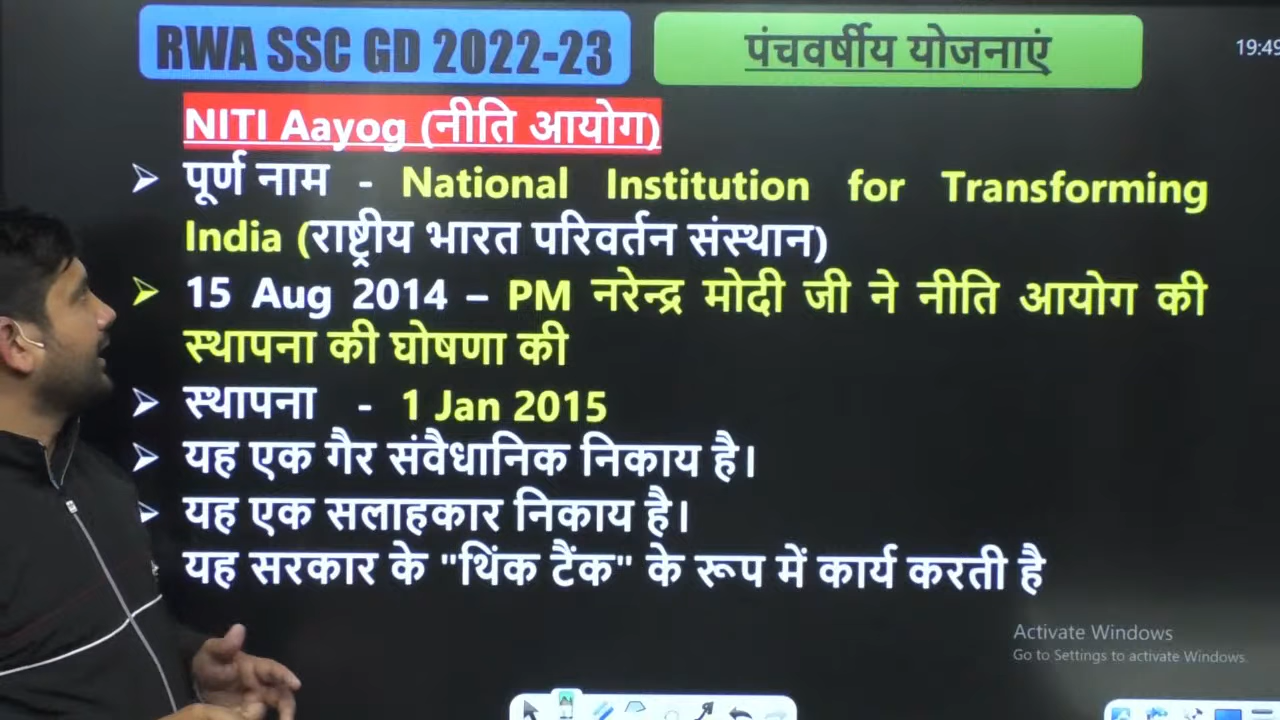 RWA SSC GD 2022-23
पंचवर्षीय योजनाएं
19:49
NITI Aayog (नीति आयोग)
पूर्ण नाम - National Institution for Transforming
India (राष्ट्रीय भारत परिवर्तन संस्थान)
15 Aug 2014 – PM नरेन्द्र मोदी जी ने नीति आयोग की
स्थापना की घोषणा की
स्थापना - 1 Jan 2015
यह एक गैर संवैधानिक निकाय है।
यह एक सलाहकार निकाय है।
यह सरकार के "थिंक टैंक" के रूप में कार्य करती है
Activate Windows
Go to Settings to activate Windows.